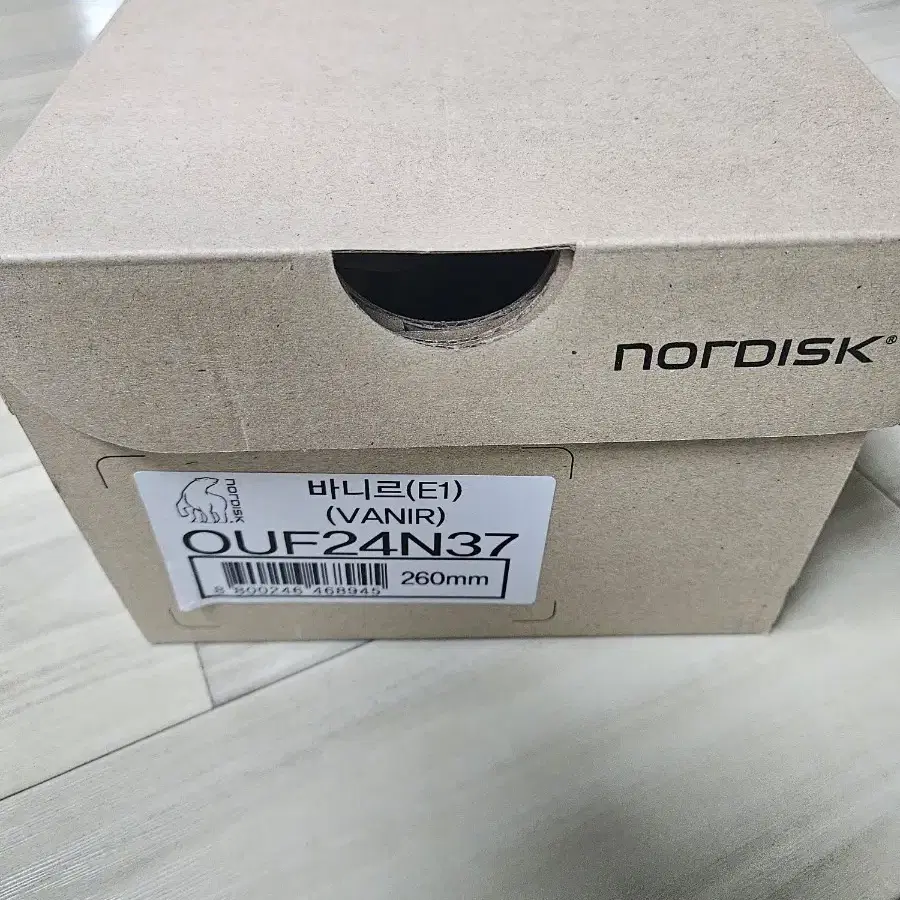 nordisk®
nordisk
바니르(E1)
(VANIR)
OUF24N37
260mm
8 800246 468945